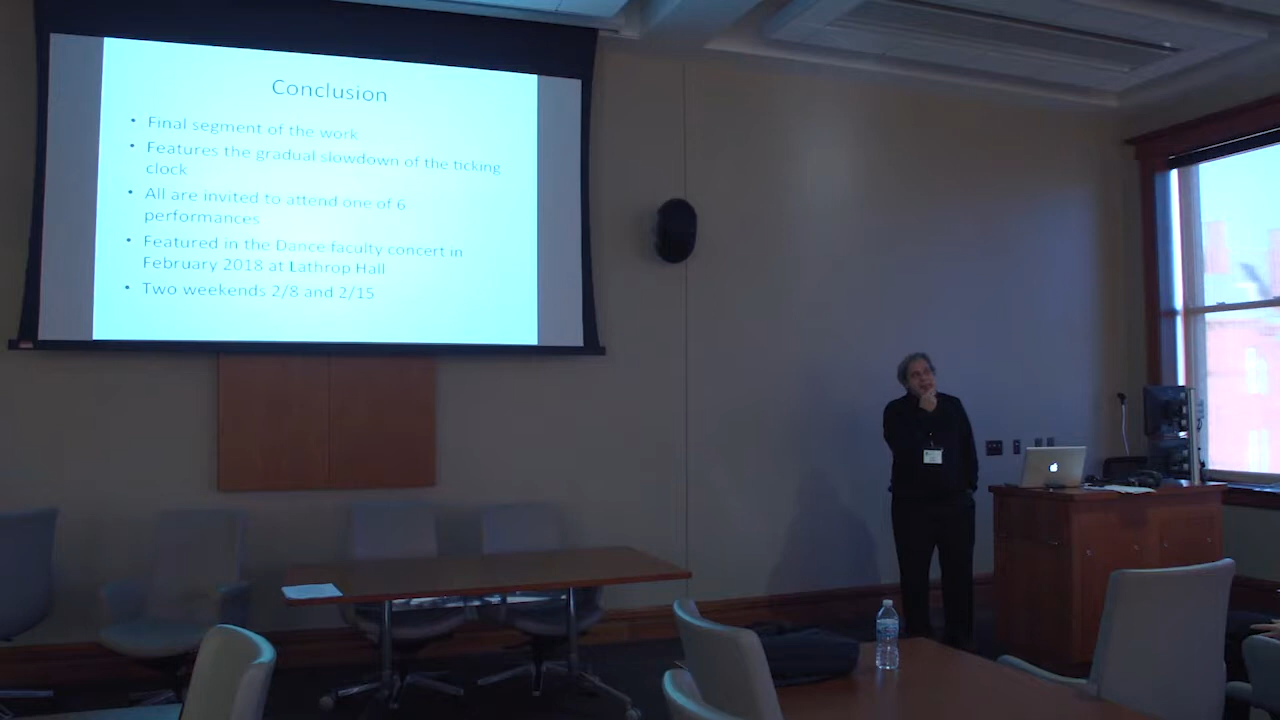 Conclusion
• Final segment of the work
• Features the gradual slowdown of the ticking
clock
• All are invited to attend one of 6
performances
• Featured in the Dance faculty concert in
February 2018 at Lathrop Hall
• Two weekends 2/8 and 2/15